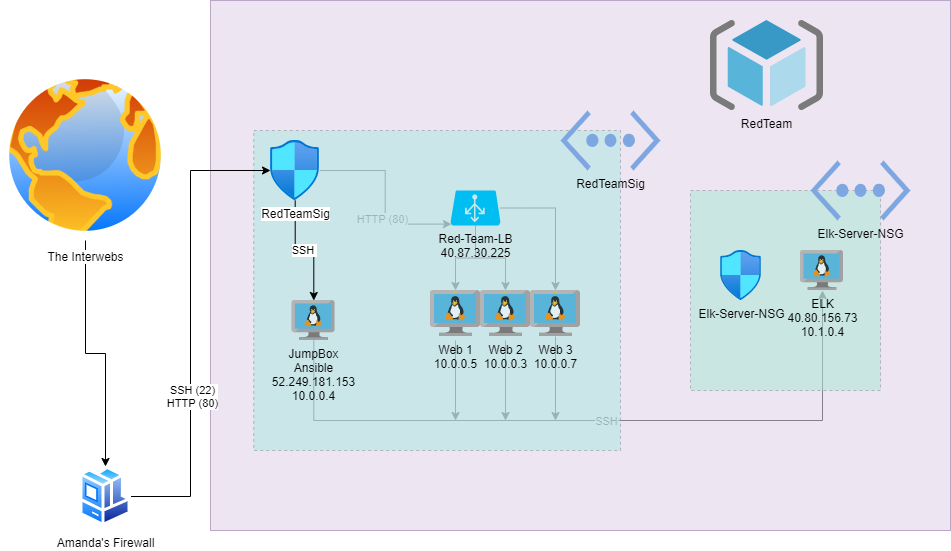 RedTeam
RedTeamSig
RedTeamSig
HTTP (80)
Elk-Server-NSG
Red-Team-LB
40.87.30.225
SSH
The Interwebs
Elk-Server-NSG
ELK
40.80.156.73
10.1.0.4
JumpBox
Ansible
52.249.181.153
10.0.0.4
Web 1
10.0.0.5
Web 2
10.0.0.3
Web 3
10.0.0.7
SSH (22)
HTTP (80)
SSH
Amanda's Firewall